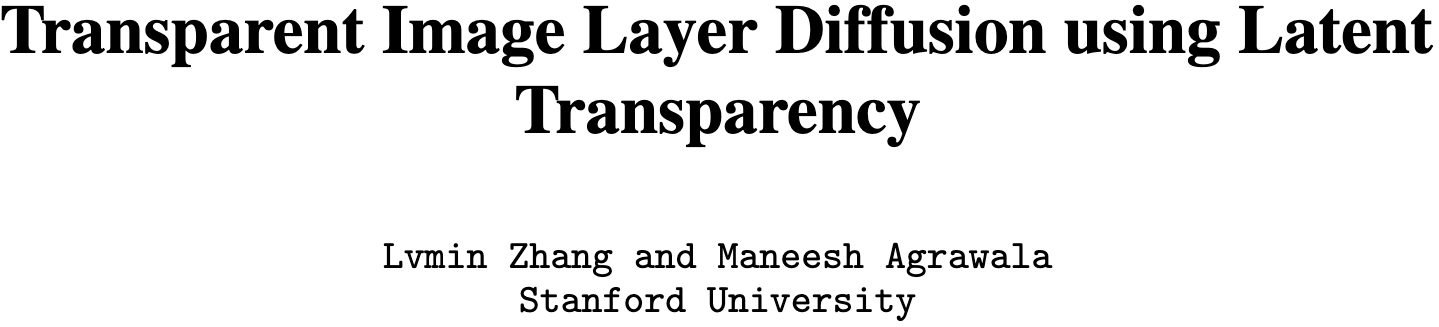 Transparent Image Layer Diffusion using Latent
Transparency
Lvmin Zhang and Maneesh Agrawala
Stanford University